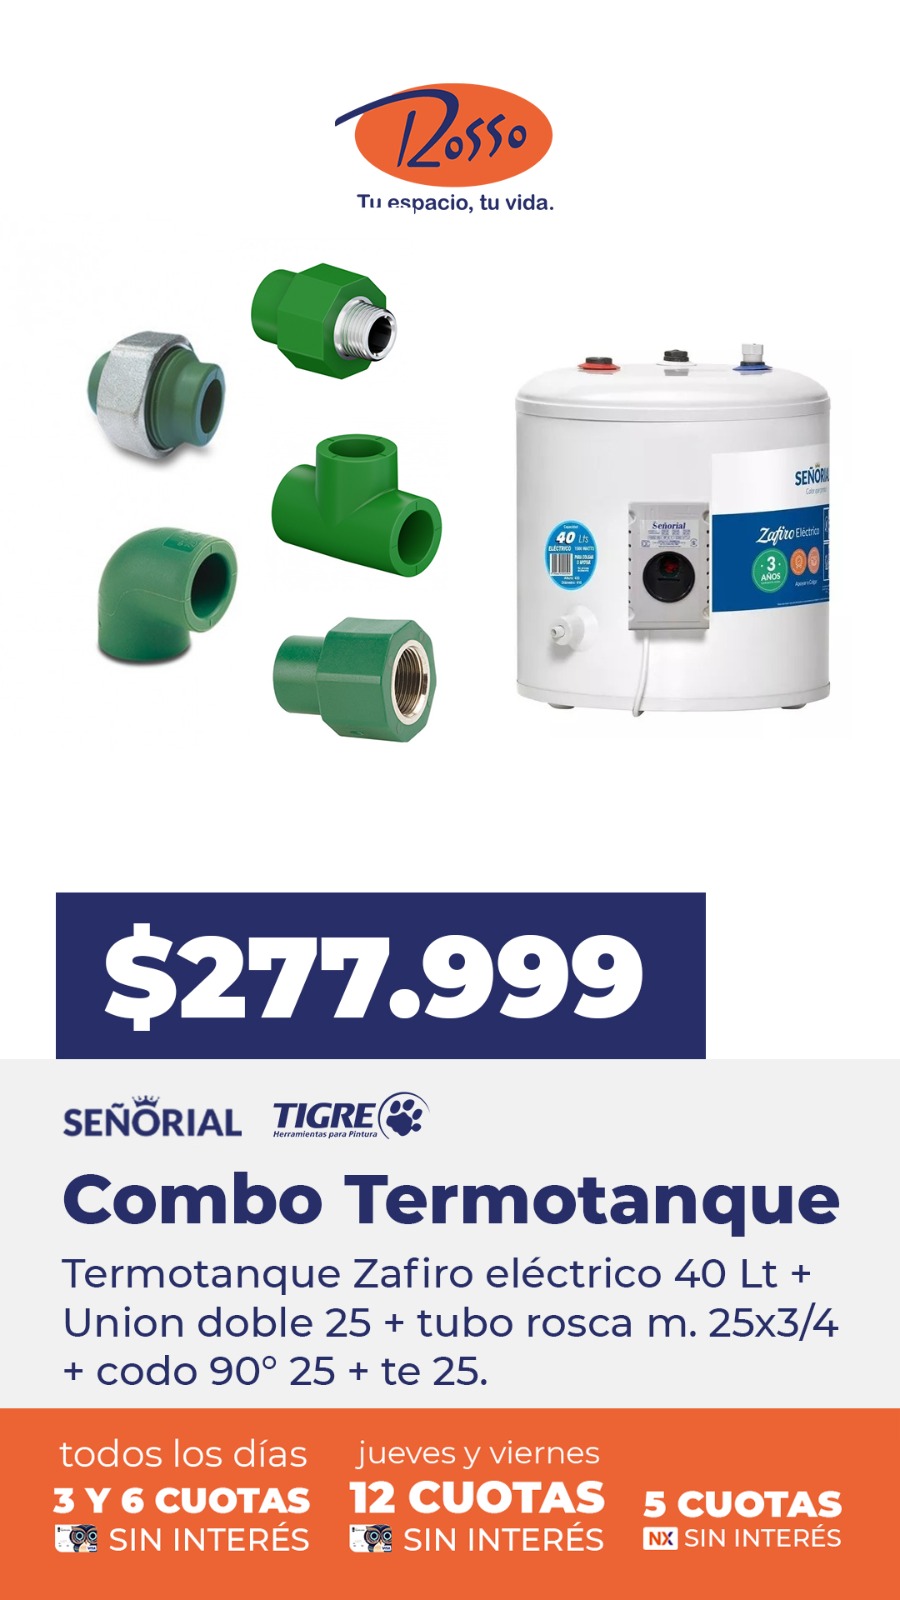 Rosso
Tu espacio, tu vida.
SEÑORIAL
Zafiro Eléctrico
3
AÑOS
40 Lts
ELÉCTRICO
Señorial
$277.999
SEÑORIAL
TIGRE
Herramientas para Pintura
Combo Termotanque
Termotanque Zafiro eléctrico 40 Lt +
Union doble 25 + tubo rosca m. 25x3/4
+ codo 90° 25 + te 25.
todos los días
3 Y 6 CUOTAS
SIN INTERÉS
jueves y viernes
12 CUOTAS
SIN INTERÉS
5 CUOTAS
NX SIN INTERÉS